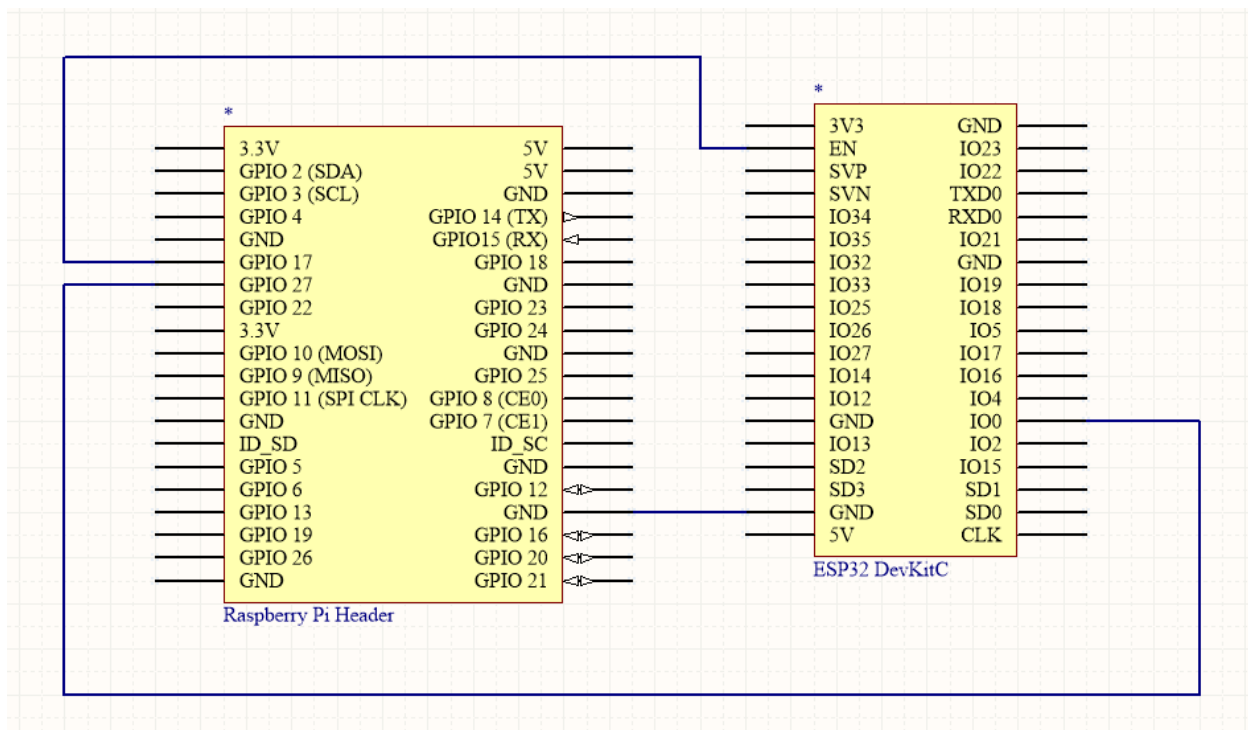 *
3.3V 5V
GPIO 2 (SDA) 5V
GPIO 3 (SCL) GND
GPIO 4 GPIO 14 (TX)
GND GPIO15 (RX)
GPIO 17 GPIO 18
GPIO 27 GND
GPIO 22 GPIO 23
3.3V GPIO 24
GPIO 10 (MOSI) GND
GPIO 9 (MISO) GPIO 25
GPIO 11 (SPI CLK) GPIO 8 (CE0)
GND GPIO 7 (CE1)
ID_SD ID_SC
GPIO 5 GND
GPIO 6 GPIO 12
GPIO 13 GND
GPIO 19 GPIO 16
GPIO 26 GPIO 20
GND GPIO 21
Raspberry Pi Header
*
3V3 GND
EN IO23
SVP IO22
SVN TXD0
IO34 RXD0
IO35 IO21
IO32 GND
IO33 IO19
IO25 IO18
IO26 IO5
IO27 IO17
IO14 IO16
IO12 IO4
GND IO0
IO13 IO2
SD2 IO15
SD3 SD1
GND SD0
5V CLK
ESP32 DevKitC